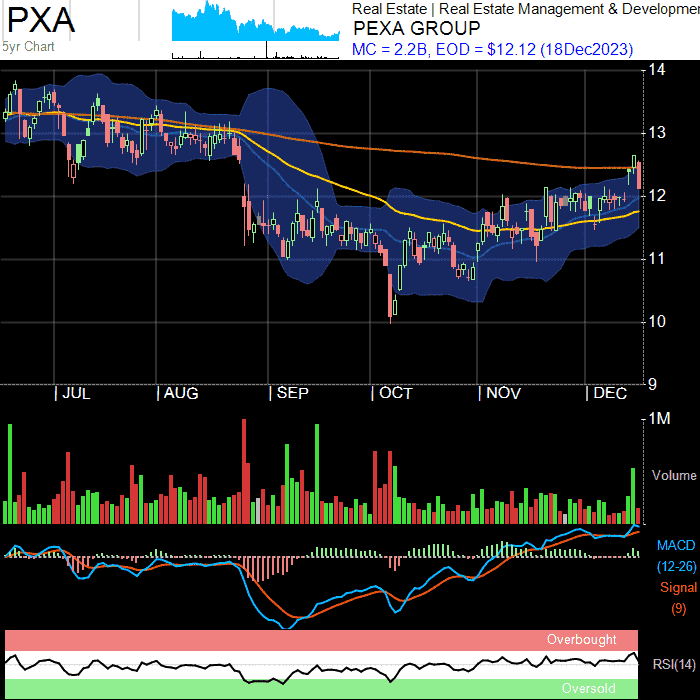 PXA
5yr Chart
Real Estate | Real Estate Management & Developmen
PEXA GROUP
MC = 2.2B, EOD = $12.12 (18Dec2023)
14
13
12
11
10
9
JUL AUG SEP OCT NOV DEC
1M
Volume
MACD
(12-26)
Signal
(9)
Overbought
RSI(14)
Oversold